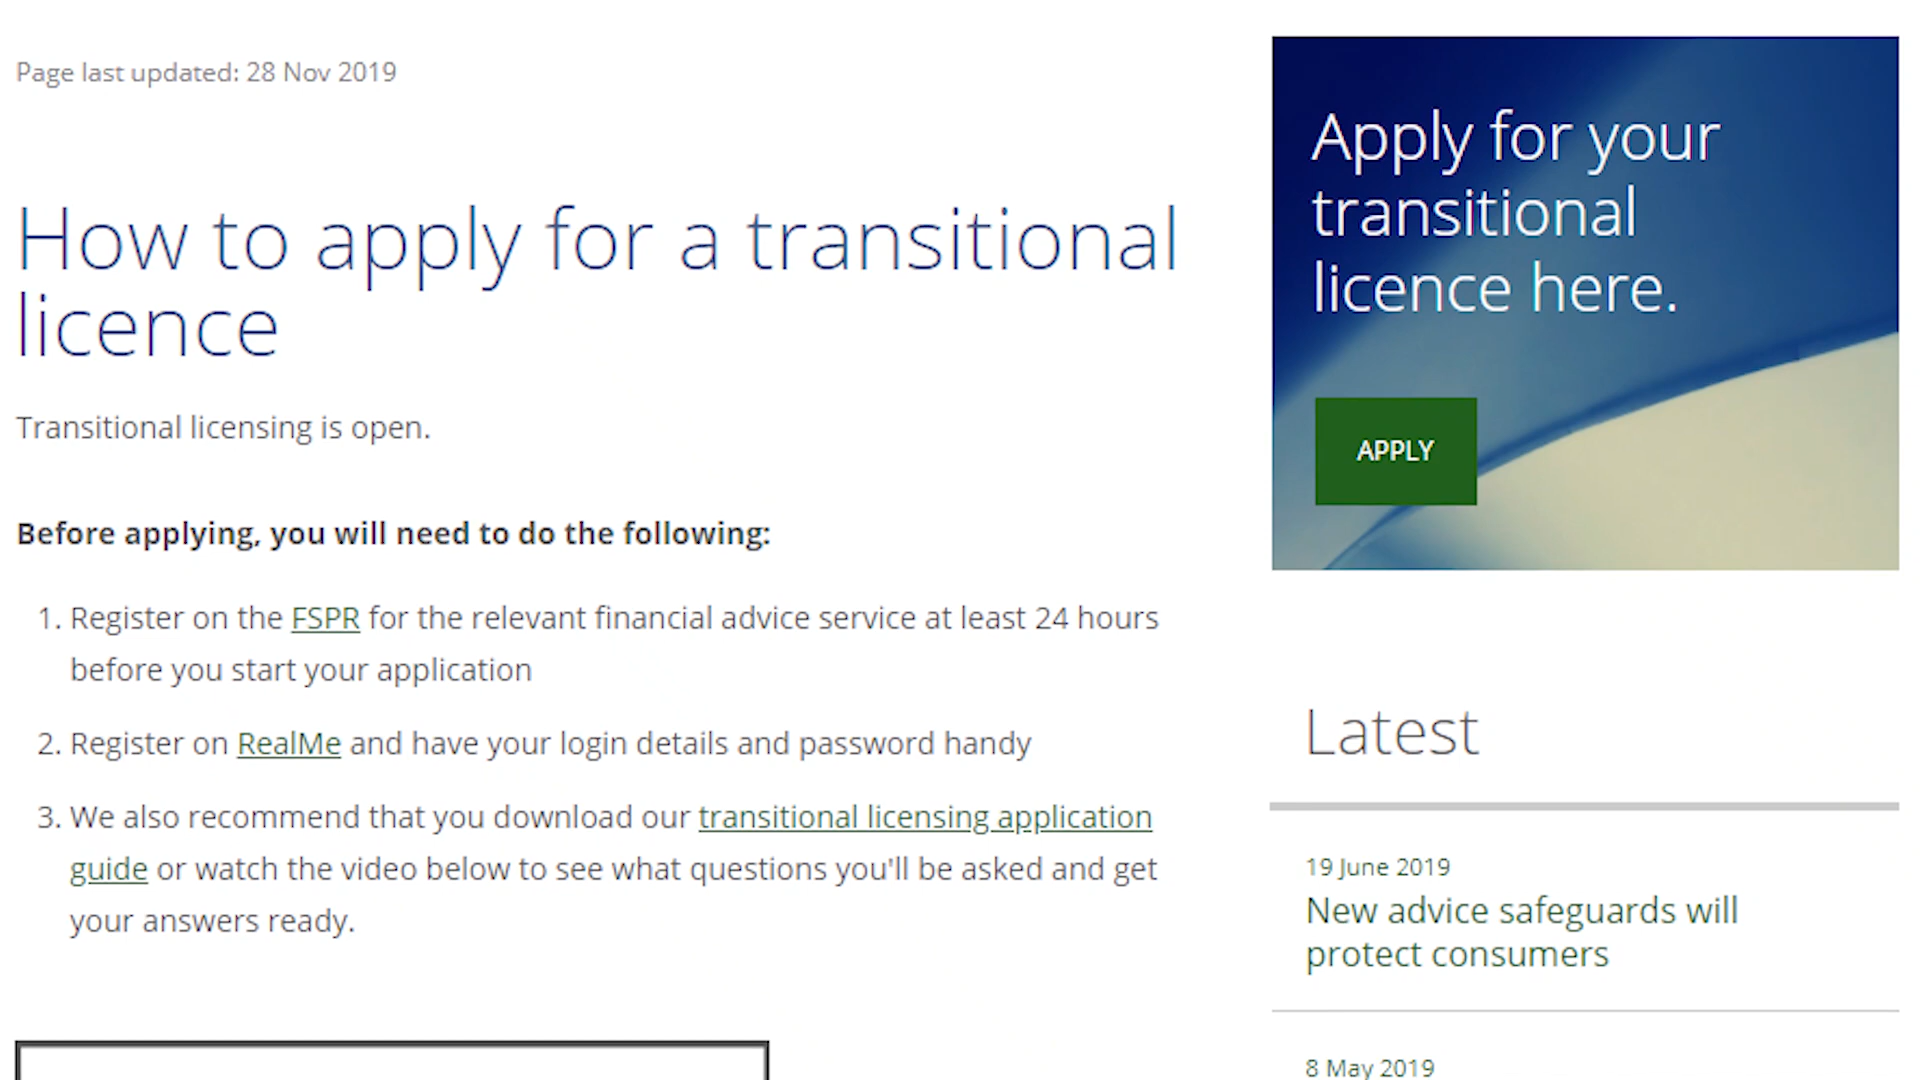 Page last updated: 28 Nov 2019
How to apply for a transitional
licence
Transitional licensing is open.
Before applying, you will need to do the following:
1. Register on the FSPR for the relevant financial advice service at least 24 hours
before you start your application
2. Register on RealMe and have your login details and password handy
3. We also recommend that you download our transitional licensing application
guide or watch the video below to see what questions you'll be asked and get
your answers ready.
Apply for your
transitional
licence here.
APPLY
Latest
19 June 2019
New advice safeguards will
protect consumers
8 May 2019